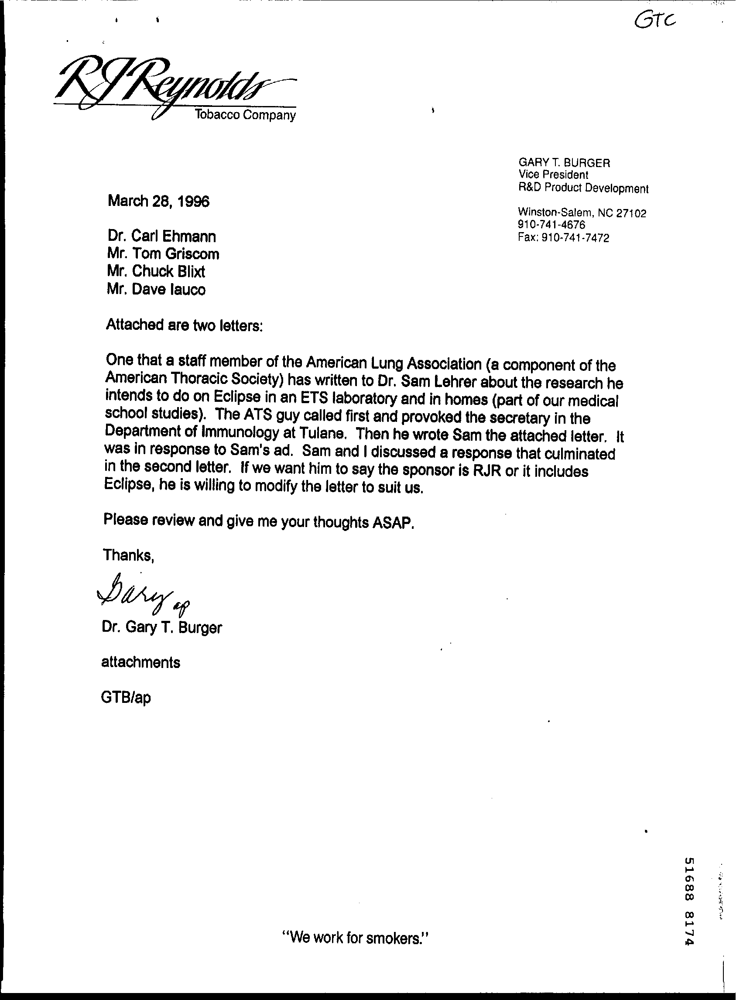 GTC
RJReynolds
Tobacco Company
GARY T. BURGER
Vice President
R&D Product Development
Winston-Salem, NC 27102
910-741-4676
Fax: 910-741-7472
March 28, 1996
Dr. Carl Ehmann
Mr. Tom Griscom
Mr. Chuck Blixt
Mr. Dave Iauco
Attached are two letters:
One that a staff member of the American Lung Association (a component of the
American Thoracic Society) has written to Dr. Sam Lehrer about the research he
intends to do on Eclipse in an ETS laboratory and in homes (part of our medical
school studies). The ATS guy called first and provoked the secretary in the
Department of Immunology at Tulane. Then he wrote Sam the attached letter. It
was in response to Sam's ad. Sam and I discussed a response that culminated
in the second letter. If we want him to say the sponsor is RJR or it includes
Eclipse, he is willing to modify the letter to suit us.
Please review and give me your thoughts ASAP.
Thanks,
Gary ap
Dr. Gary T. Burger
attachments
GTB/ap
"We work for smokers."
51688 8174